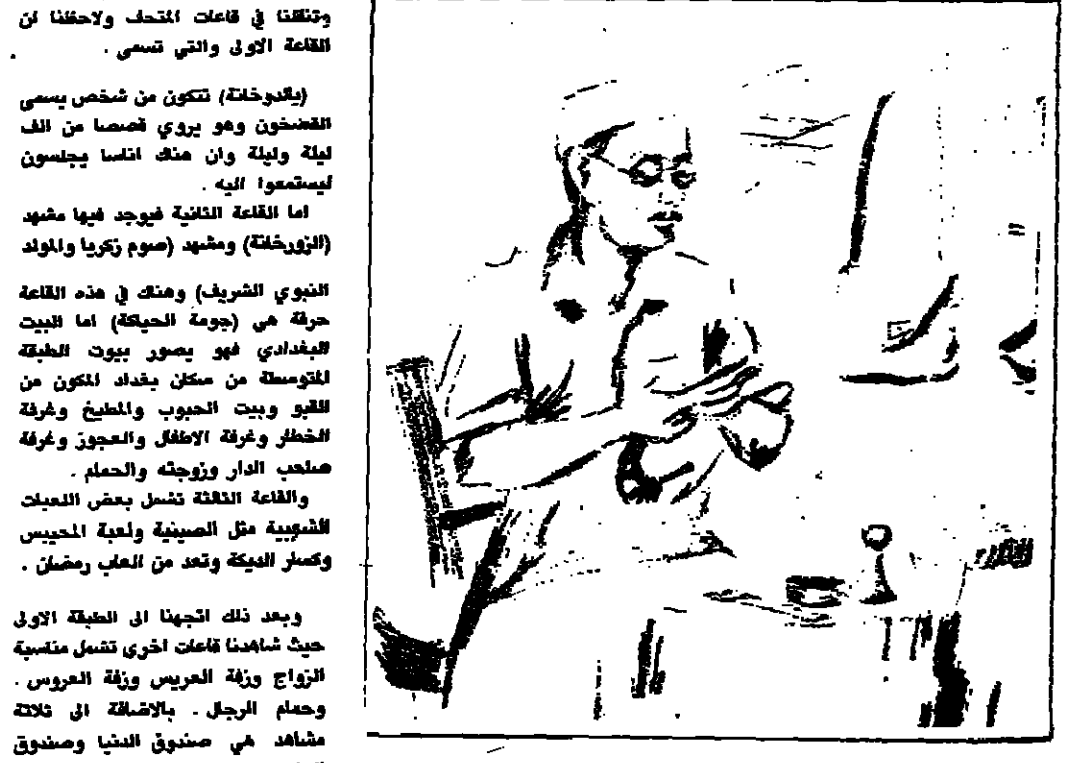 وتنقلنا في قاعات المتحف ولاحظنا ان
القاعة الاولى والتي تسمى .
(ياندوخانة) تتكون من شخص يسمى
القصخون وهو يروي قصصا من الف
ليلة وليلة وان هناك اناسا يجلسون
ليستمعوا اليه .
اما القاعة الثانية فيوجد فيها مشهد
(الزورخانة) ومشهد (صوم زكريا والمولد
النبوي الشريف) وهناك في هذه القاعة
حرفة هي (جومة الحياكة) اما البيت
البغدادي فهو يصور بيوت الطبقة
المتوسطة من سكان بغداد المكون من
القبو وبيت الحبوب والمطبخ وغرفة
الخطار وغرفة الاطفال والعجوز وغرفة
صاحب الدار وزوجته والحمام .
والقاعة الثالثة تشمل بعض اللعبات
الشعبية مثل الصينية ولعبة المحيبس
وكسار الديكة وتعد من العاب رمضان .
وبعد ذلك اتجهنا الى الطبقة الاولى
حيث شاهدنا قاعات اخرى تشمل مناسبة
الزواج وزفة العريس وزفة العروس .
وحمام الرجال . بالاضافة الى ثلاثة
مشاهد هي صندوق الدنيا وصندوق